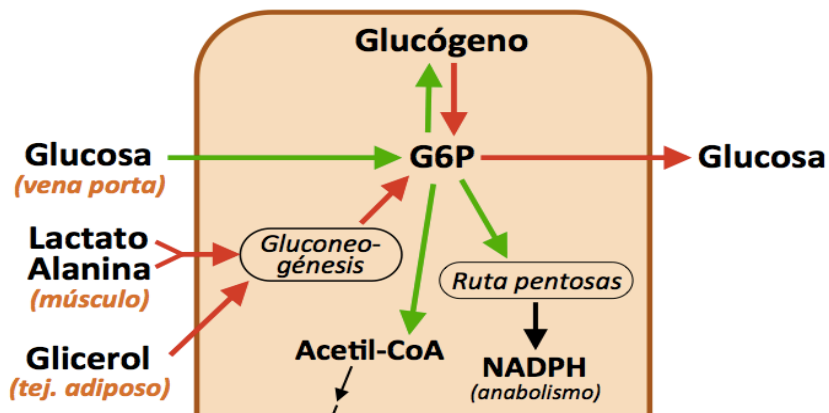 Glucógeno
Glucosa
(vena porta)
G6P
Glucosa
Lactato
Alanina
(músculo)
Gluconeo-
génesis
Ruta pentosas
Glicerol
(tej. adiposo)
Acetil-CoA
NADPH
(anabolismo)